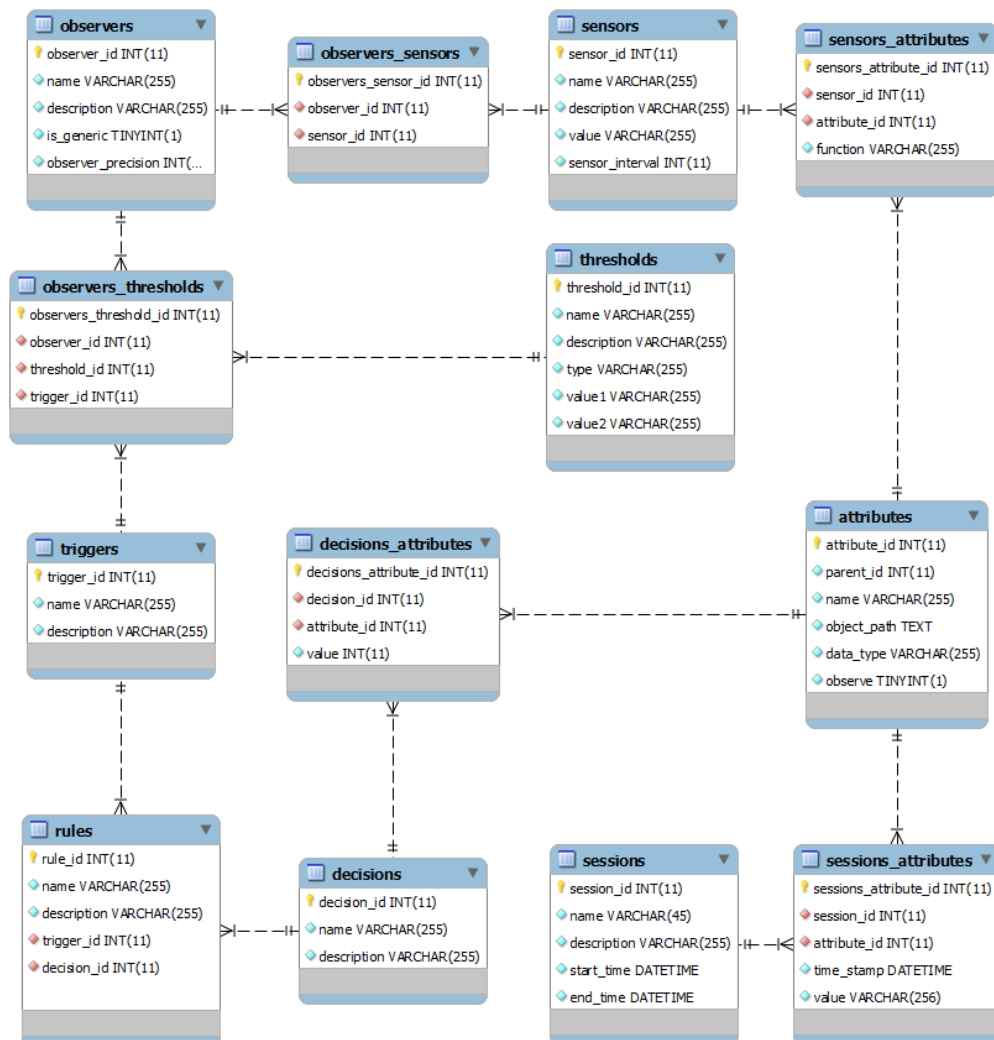 observers
observer_id INT(11)
name VARCHAR(255)
description VARCHAR(255)
is_generic TINYINT(1)
observer_precision INT(...
observers_sensors
observers_sensor_id INT(11)
observer_id INT(11)
sensor_id INT(11)
sensors
sensor_id INT(11)
name VARCHAR(255)
description VARCHAR(255)
value VARCHAR(255)
sensor_interval INT(11)
sensors_attributes
sensors_attribute_id INT(11)
sensor_id INT(11)
attribute_id INT(11)
function VARCHAR(255)
observers_thresholds
observers_threshold_id INT(11)
observer_id INT(11)
threshold_id INT(11)
trigger_id INT(11)
thresholds
threshold_id INT(11)
name VARCHAR(255)
description VARCHAR(255)
type VARCHAR(255)
value1 VARCHAR(255)
value2 VARCHAR(255)
triggers
trigger_id INT(11)
name VARCHAR(255)
description VARCHAR(255)
decisions_attributes
decisions_attribute_id INT(11)
decision_id INT(11)
attribute_id INT(11)
value INT(11)
attributes
attribute_id INT(11)
parent_id INT(11)
name VARCHAR(255)
object_path TEXT
data_type VARCHAR(255)
observe TINYINT(1)
rules
rule_id INT(11)
name VARCHAR(255)
description VARCHAR(255)
trigger_id INT(11)
decision_id INT(11)
decisions
decision_id INT(11)
name VARCHAR(255)
description VARCHAR(255)
sessions
session_id INT(11)
name VARCHAR(45)
description VARCHAR(255)
start_time DATETIME
end_time DATETIME
sessions_attributes
sessions_attribute_id INT(11)
session_id INT(11)
attribute_id INT(11)
time_stamp DATETIME
value VARCHAR(256)